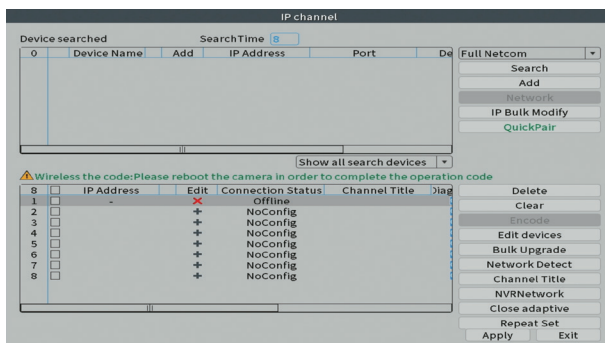 IP channel
Device searched SearchTime 8
0 Device Name Add IP Address Port De
Full Netcom
Search
Add
Network
IP Bulk Modify
QuickPair
Show all search devices
Wireless the code:Please reboot the camera in order to complete the operation code
8 IP Address Edit Connection Status Channel Title Diag
1 - Offline
2 NoConfig
3 NoConfig
4 NoConfig
5 NoConfig
6 NoConfig
7 NoConfig
8 NoConfig
Delete
Clear
Encode
Edit devices
Bulk Upgrade
Network Detect
Channel Title
NVRNetwork
Close adaptive
Repeat Set
Apply Exit